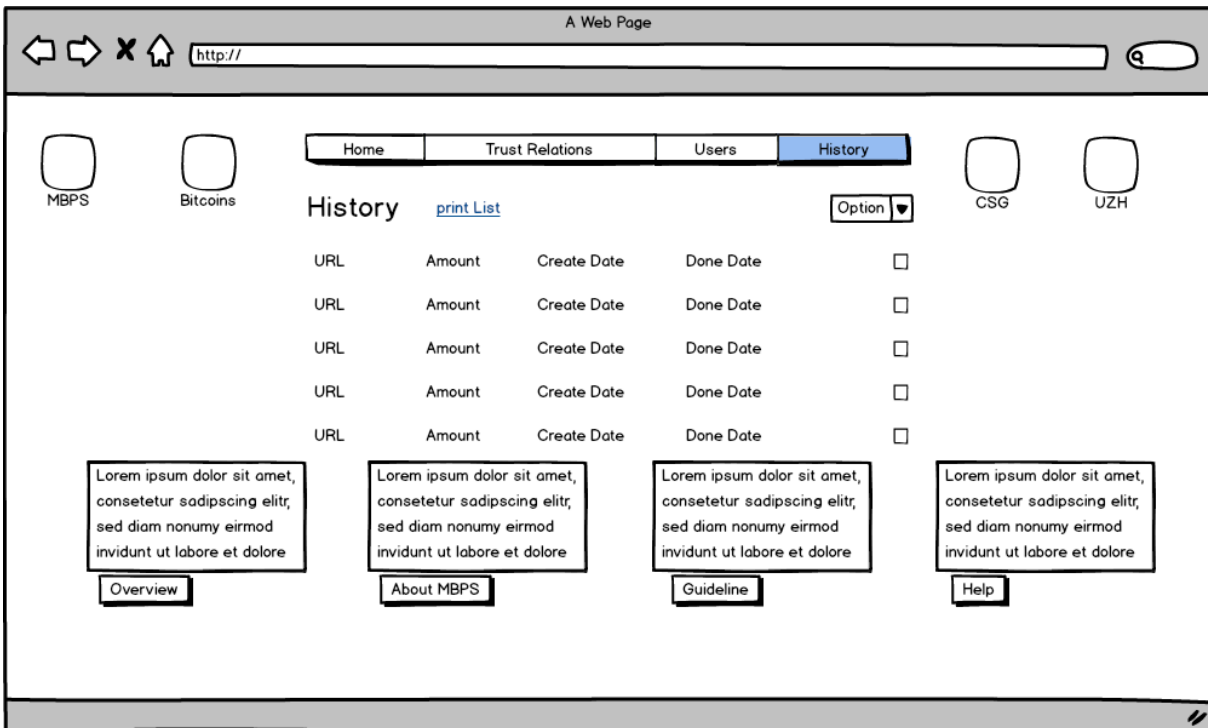 A Web Page
http://
Home Trust Relations Users History
MBPS Bitcoins CSG UZH
History print List Option
URL Amount Create Date Done Date
URL Amount Create Date Done Date
URL Amount Create Date Done Date
URL Amount Create Date Done Date
URL Amount Create Date Done Date
Lorem ipsum dolor sit amet,
consetetur sadipscing elitr,
sed diam nonumy eirmod
invidunt ut labore et dolore
Overview
Lorem ipsum dolor sit amet,
consetetur sadipscing elitr,
sed diam nonumy eirmod
invidunt ut labore et dolore
About MBPS
Lorem ipsum dolor sit amet,
consetetur sadipscing elitr,
sed diam nonumy eirmod
invidunt ut labore et dolore
Guideline
Lorem ipsum dolor sit amet,
consetetur sadipscing elitr,
sed diam nonumy eirmod
invidunt ut labore et dolore
Help